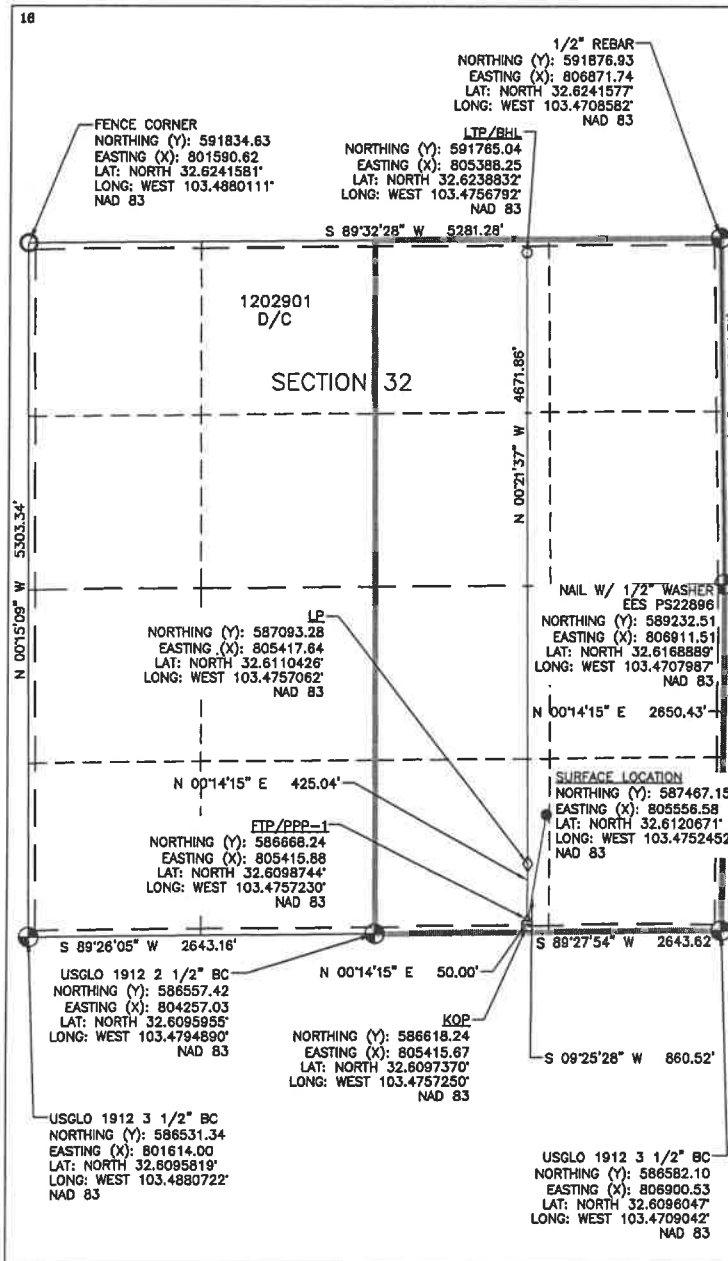 16
1/2" REBAR
NORTHING (Y): 591876.93
EASTING (X): 806871.74
LAT: NORTH 32.6241577°
LONG: WEST 103.4708582°
NAD 83
FENCE CORNER
NORTHING (Y): 591834.63
EASTING (X): 801590.62
LAT: NORTH 32.6241581°
LONG: WEST 103.4880111°
NAD 83
LTP/BHL
NORTHING (Y): 591765.04
EASTING (X): 805388.25
LAT: NORTH 32.6238832°
LONG: WEST 103.4756792°
NAD 83
S 89°32'28" W 5281.28'
1202901
D/C
SECTION 32
N 00°21'37" W 4671.86'
N 00°15'09" W 5303.34'
NAIL W/ 1/2" WASHER
EES PS22896
NORTHING (Y): 589232.51
EASTING (X): 806911.51
LAT: NORTH 32.6168889°
LONG: WEST 103.4707987°
NAD 83
LP
NORTHING (Y): 587093.28
EASTING (X): 805417.64
LAT: NORTH 32.6110426°
LONG: WEST 103.4757062°
NAD 83
N 00°14'15" E 2650.43'
N 00°14'15" E 425.04'
SURFACE LOCATION
NORTHING (Y): 587467.15
EASTING (X): 805556.58
LAT: NORTH 32.6120671°
LONG: WEST 103.4752452
NAD 83
FTP/PPP-1
NORTHING (Y): 586668.24
EASTING (X): 805415.88
LAT: NORTH 32.6098744°
LONG: WEST 103.4757230°
NAD 83
S 89°26'05" W 2643.16'
S 89°27'54" W 2643.62'
USGLO 1912 2 1/2" BC
NORTHING (Y): 586557.42
EASTING (X): 804257.03
LAT: NORTH 32.6095955°
LONG: WEST 103.4794890°
NAD 83
N 00°14'15" E 50.00'
KOP
NORTHING (Y): 586618.24
EASTING (X): 805415.67
LAT: NORTH 32.6097370°
LONG: WEST 103.4757250°
NAD 83
S 09°25'28" W 860.52'
USGLO 1912 3 1/2" BC
NORTHING (Y): 586531.34
EASTING (X): 801614.00
LAT: NORTH 32.6095819°
LONG: WEST 103.4880722°
NAD 83
USGLO 1912 3 1/2" BC
NORTHING (Y): 586582.10
EASTING (X): 806900.53
LAT: NORTH 32.6096047°
LONG: WEST 103.4709042°
NAD 83